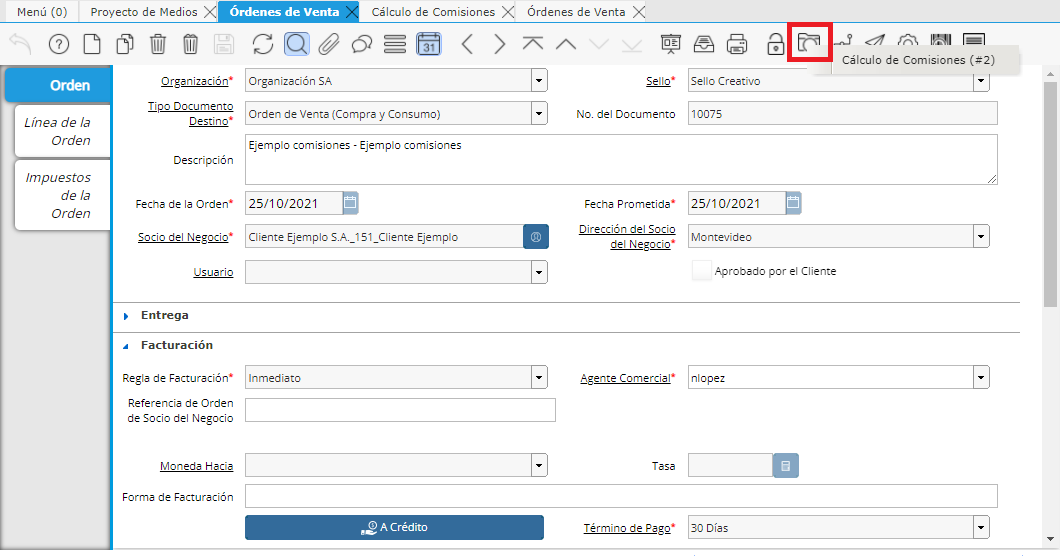 Menú (0) Proyecto de Medios Órdenes de Venta Cálculo de Comisiones Órdenes de Venta
31
Cálculo de Comisiones (#2)
Orden
Línea de la
Orden
Impuestos
de la
Orden
Organización* Organización SA Sello* Sello Creativo
Tipo Documento
Destino* Orden de Venta (Compra y Consumo) No. del Documento 10075
Descripción Ejemplo comisiones - Ejemplo comisiones
Fecha de la Orden* 25/10/2021 Fecha Prometida* 25/10/2021
Socio del Negocio* Cliente Ejemplo S.A._151_Cliente Ejemplo Dirección del Socio
del Negocio* Montevideo
Usuario Aprobado por el Cliente
Entrega
Facturación
Regla de Facturación* Inmediato Agente Comercial* nlopez
Referencia de Orden
de Socio del Negocio
Moneda Hacia Tasa
Forma de Facturación
A Crédito Término de Pago* 30 Días